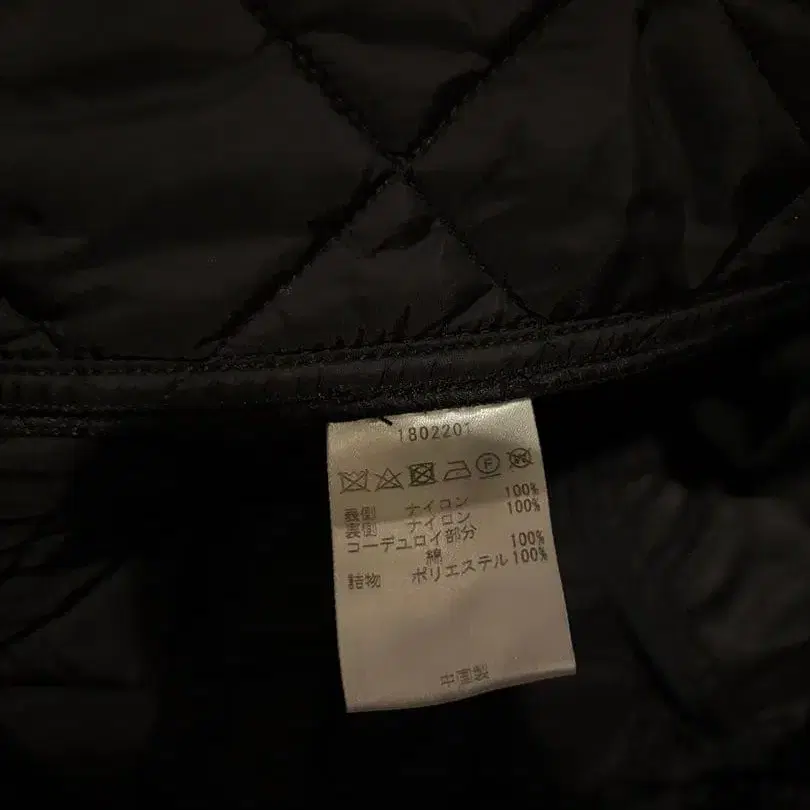 1802201
F
表側 ナイロン 100%
裏側 ナイロン 100%
コーデュロイ部分
綿 100%
詰物 ポリエステル 100%
中国製